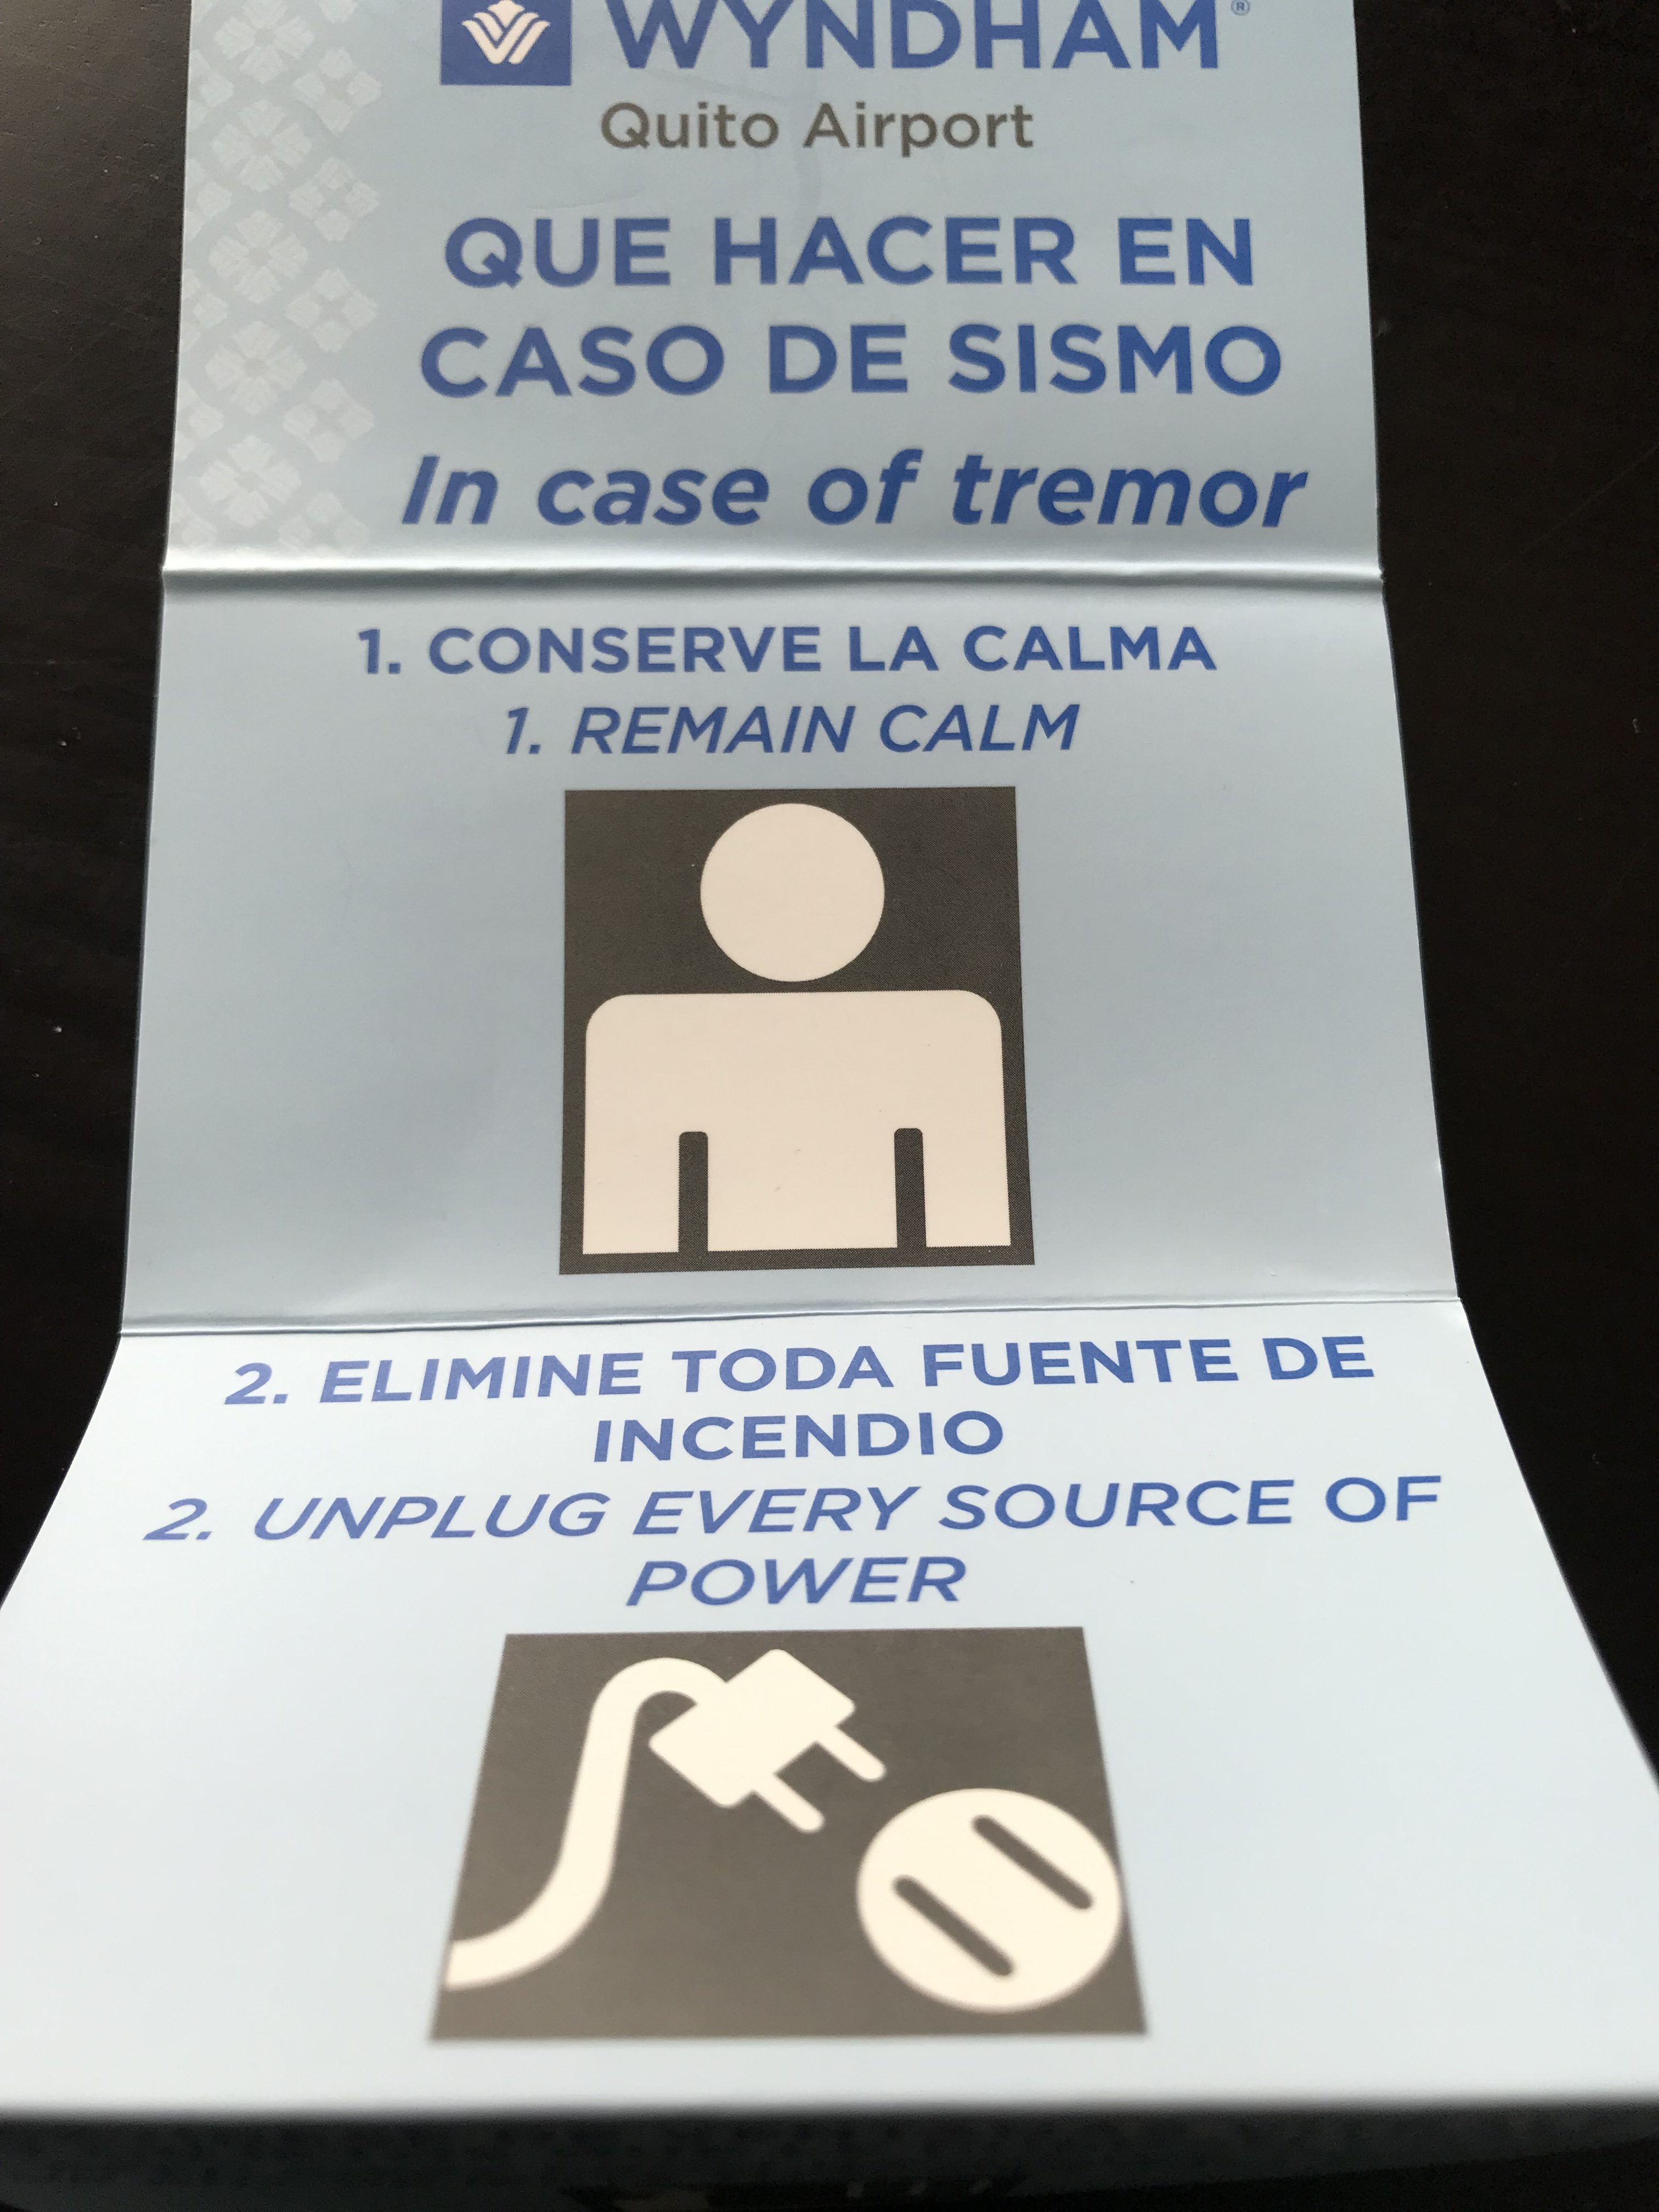 WYNDHAM®
Quito Airport
QUE HACER EN
CASO DE SISMO
In case of tremor
1. CONSERVE LA CALMA
1. REMAIN CALM
2. ELIMINE TODA FUENTE DE
INCENDIO
2. UNPLUG EVERY SOURCE OF
POWER